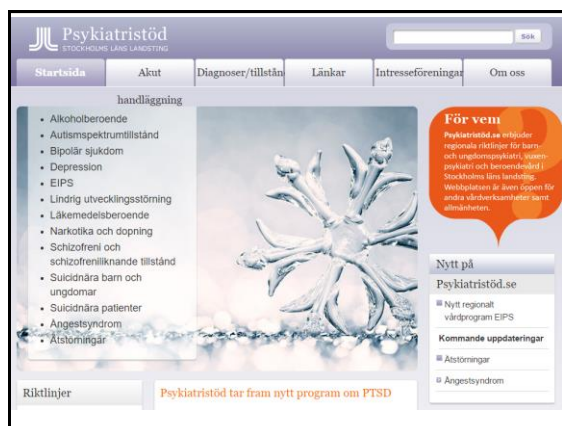 Psykiatristöd
STOCKHOLMS LÄNS LANDSTING
Sök
Startsida
Akut
handläggning
Diagnoser/tillstån
Länkar
Intresseföreningar
Om oss
Alkoholberoende
Autismspektrumtillstånd
Bipolär sjukdom
Depression
EIPS
Lindrig utvecklingsstörning
Läkemedelsberoende
Narkotika och dopning
Schizofreni och
schizofreniliknande tillstånd
Suicidnära barn och
ungdomar
Suicidnära patienter
Ångestsyndrom
Ätstörningar
För vem
Psykiatristöd.se erbjuder
regionala riktlinjer för barn-
och ungdomspsykiatri, vuxen-
psykiatri och beroendevård i
Stockholms läns landsting.
Webbplatsen är även öppen för
andra vårdverksamheter samt
allmänheten.
Nytt på
Psykiatristöd.se
Nytt regionalt
vårdprogram EIPS
Kommande uppdateringar
Ätstörningar
Ångestsyndrom
Riktlinjer
Psykiatristöd tar fram nytt program om PTSD